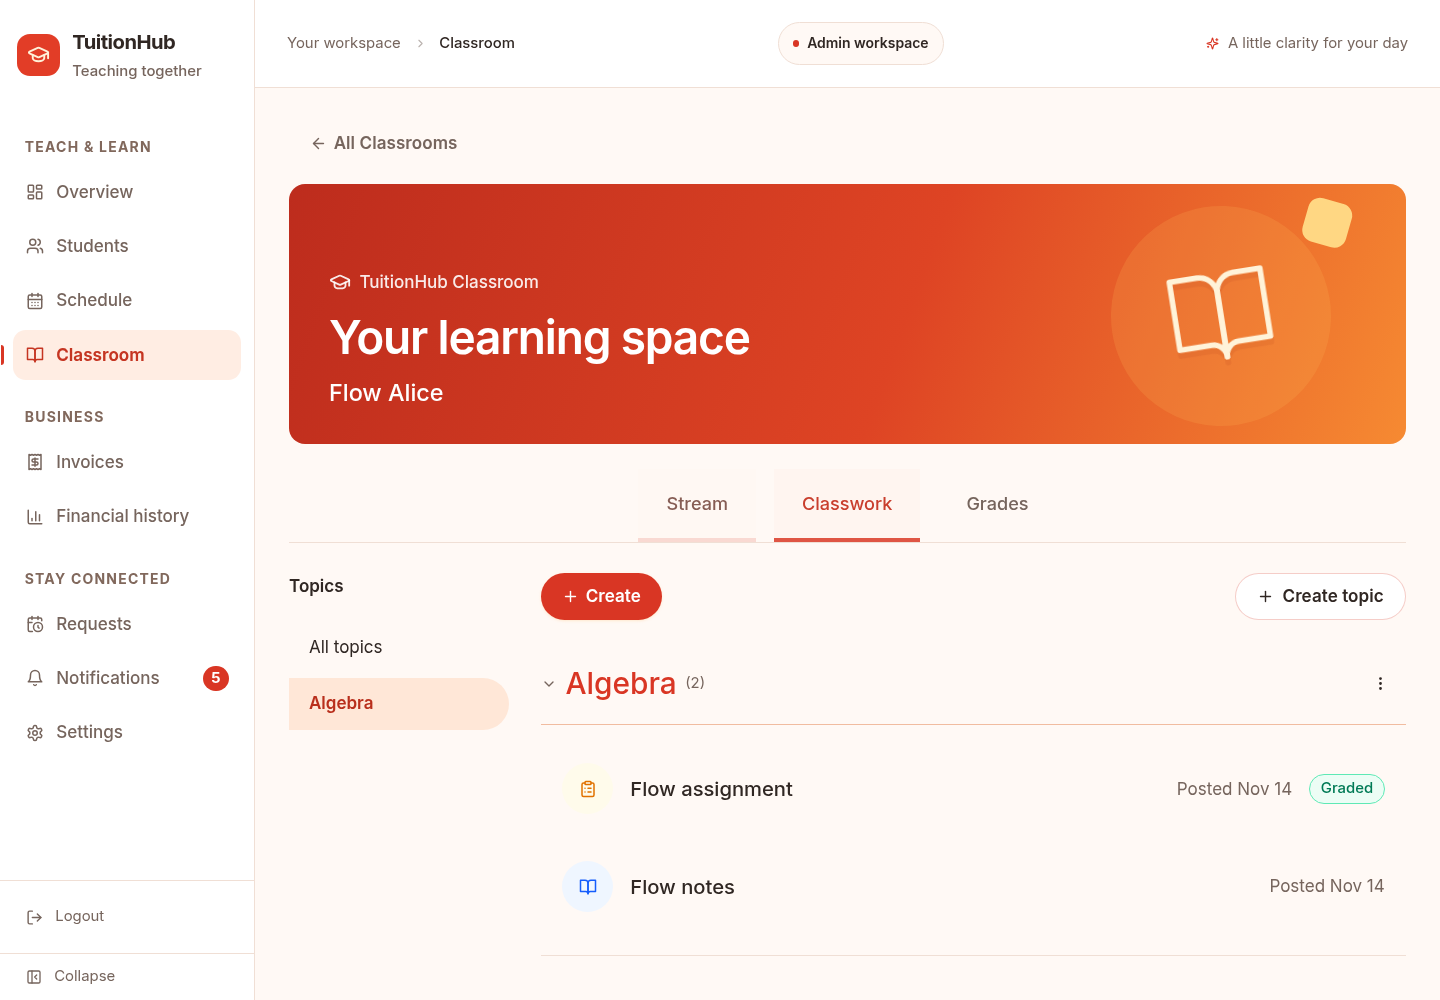 TuitionHub
Teaching together
TEACH & LEARN
Overview
Students
Schedule
Classroom
BUSINESS
Invoices
Financial history
STAY CONNECTED
Requests
Notifications 5
Settings
Logout
Collapse
Your workspace > Classroom
Admin workspace
A little clarity for your day
All Classrooms
TuitionHub Classroom
Your learning space
Flow Alice
Stream Classwork Grades
Topics
All topics
Algebra
+ Create
+ Create topic
Algebra (2)
Flow assignment Posted Nov 14 Graded
Flow notes Posted Nov 14